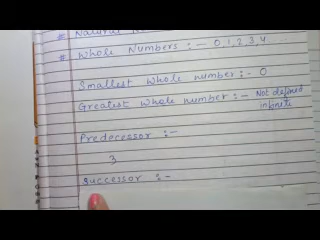 # Natural
# Whole Numbers :- 0,1,2,3,4
Smallest whole number :- 0
Greatest whole number :- Not defined
infinite
Predecessor :-
3
Successor :-